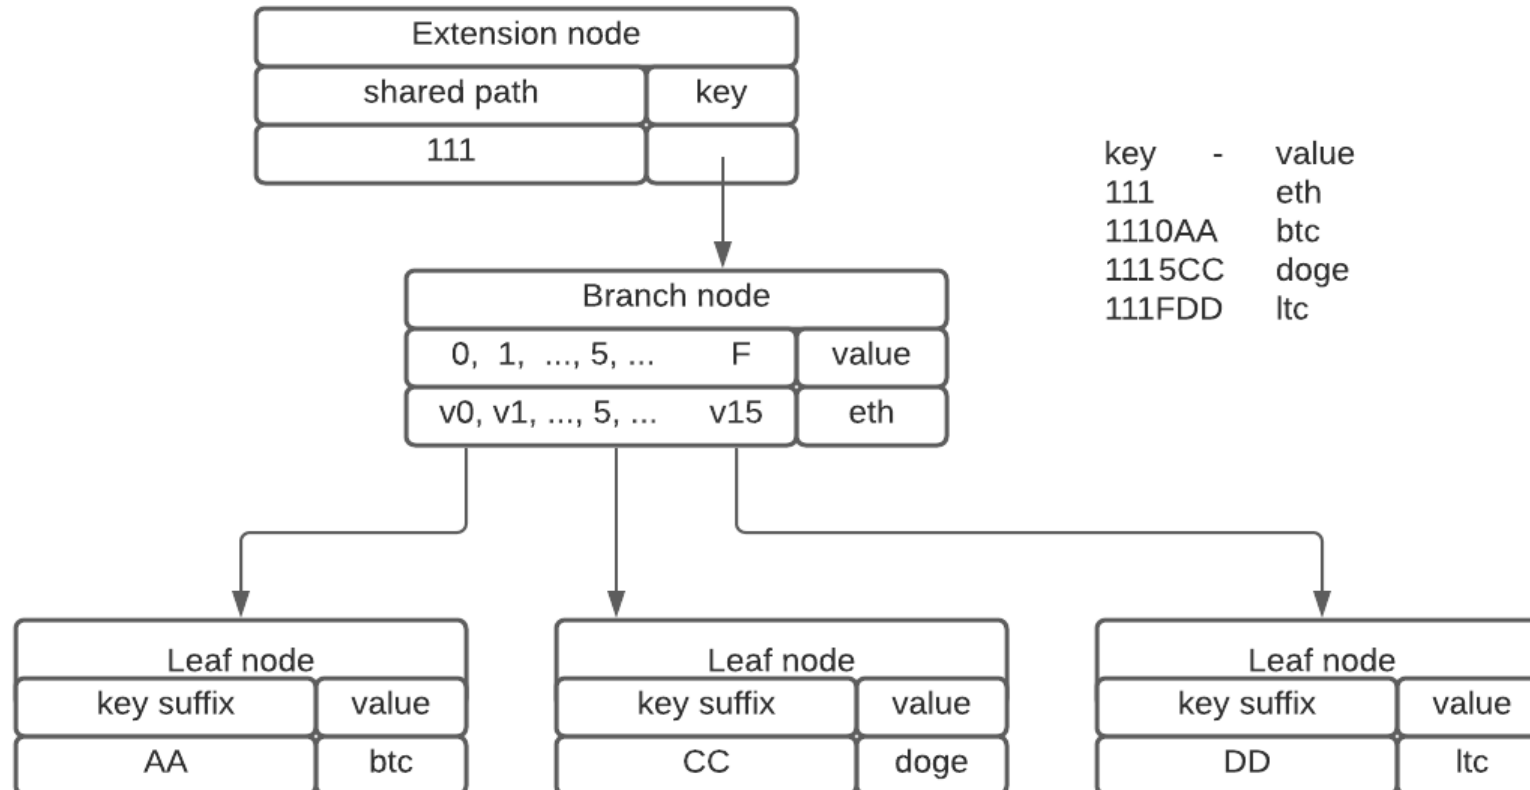 Extension node
shared path key
111
key - value
111 eth
1110AA btc
1115CC doge
111FDD ltc
Branch node
0, 1, ..., 5, ... F value
v0, v1, ..., 5, ... v15 eth
Leaf node
key suffix value
AA btc
Leaf node
key suffix value
CC doge
Leaf node
key suffix value
DD ltc